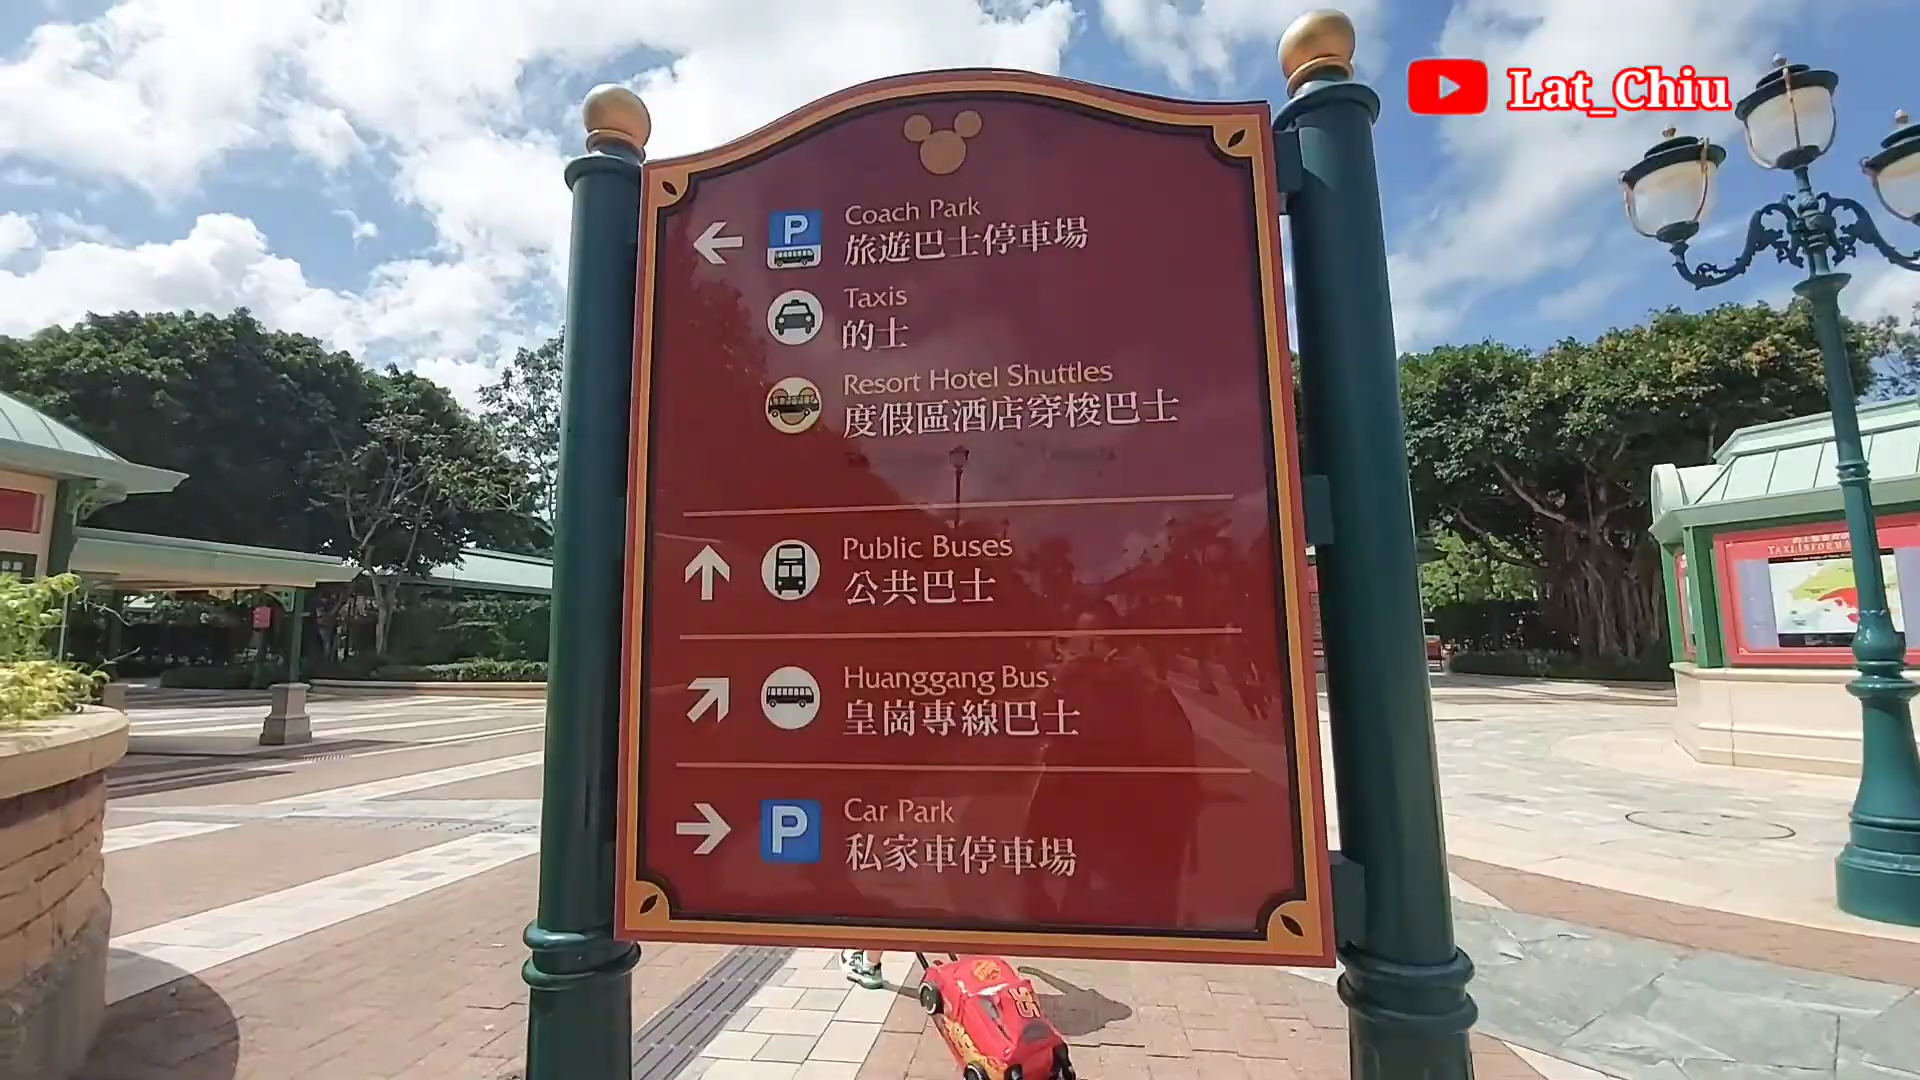 Lat_Chiu
P
Coach Park
旅遊巴士停車場
Taxis
的士
Resort Hotel Shuttles
度假區酒店穿梭巴士
Public Buses
公共巴士
Huanggang Bus
皇崗專線巴士
P
Car Park
私家車停車場
95